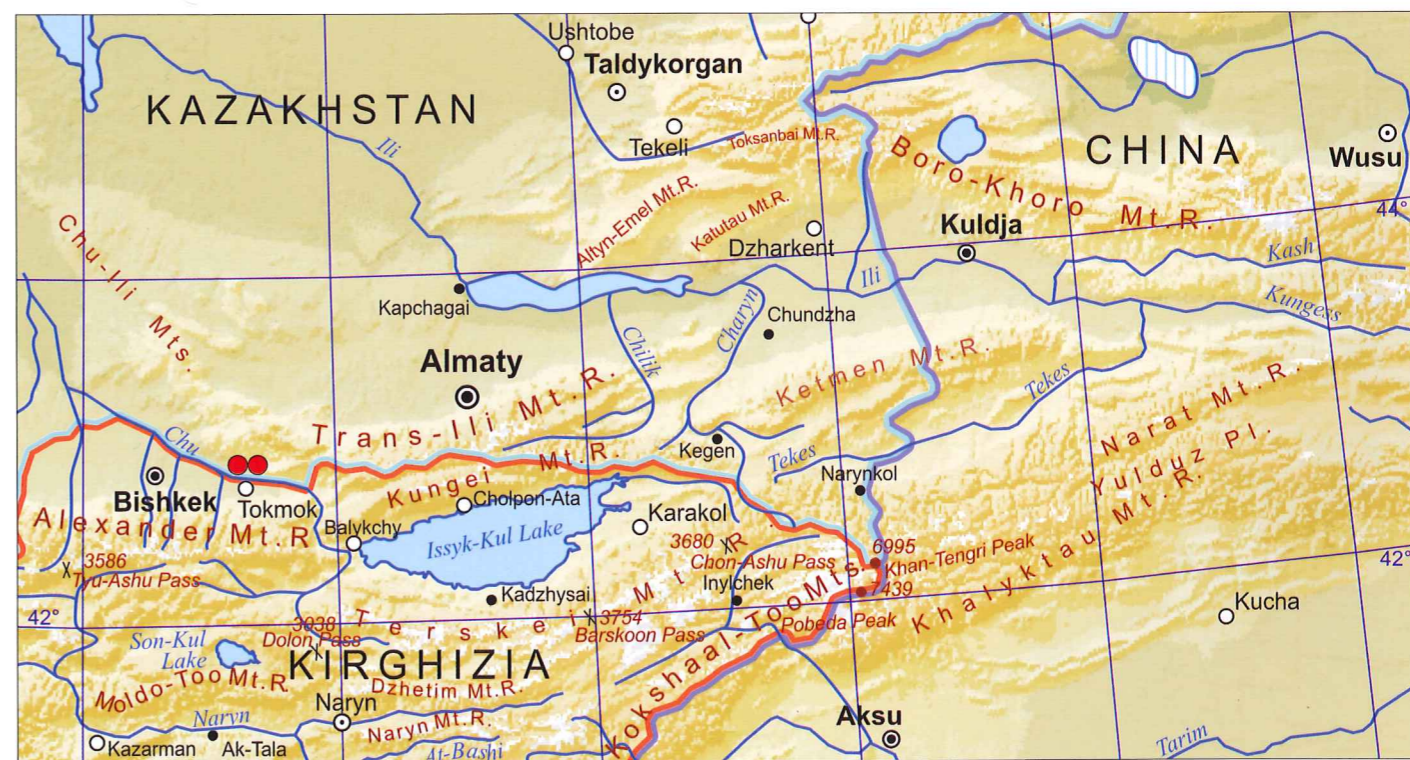 Ushtobe
Taldykorgan
KAZAKHSTAN
Ili
Tekeli
Toksanbai Mt.R.
CHINA
Wusu
Boro-Khoro Mt.R.
44°
Altyn-Emel Mt.R.
Katutau Mt.R.
Chu-Ili Mts.
Dzharkent
Kuldja
Kash
Ili
Kapchagai
Kungess
Chilik
Charyn
Chundzha
Almaty
Ketmen Mt.R.
Tekes
Trans-Ili Mt.R.
Narat Mt.R.
Chu
Kegen
Kungei Mt.R.
Tekes
Narynkol
Yulduz Pl.
Bishkek
Tokmok
Cholpon-Ata
Alexander Mt.R
Balykchy
Issyk-Kul Lake
Karakol
3680
Chon-Ashu Pass
6995
Khan-Tengri Peak
3586
Tyu-Ashu Pass
Inylchek
7439
Pobeda Peak
Khalyktau Mt.R.
42°
42°
Kadzhysai
Terskei Mt.R.
3754
Barskoon Pass
Kucha
3038
Dolon Pass
Son-Kul
Lake
KIRGHIZIA
Kokshaal-Too Mts.
Moldo-Too Mt.R
Dzhetim Mt.R.
Naryn
Naryn
Naryn Mt.R.
Aksu
Kazarman
Ak-Tala
At-Bashi
Tarim